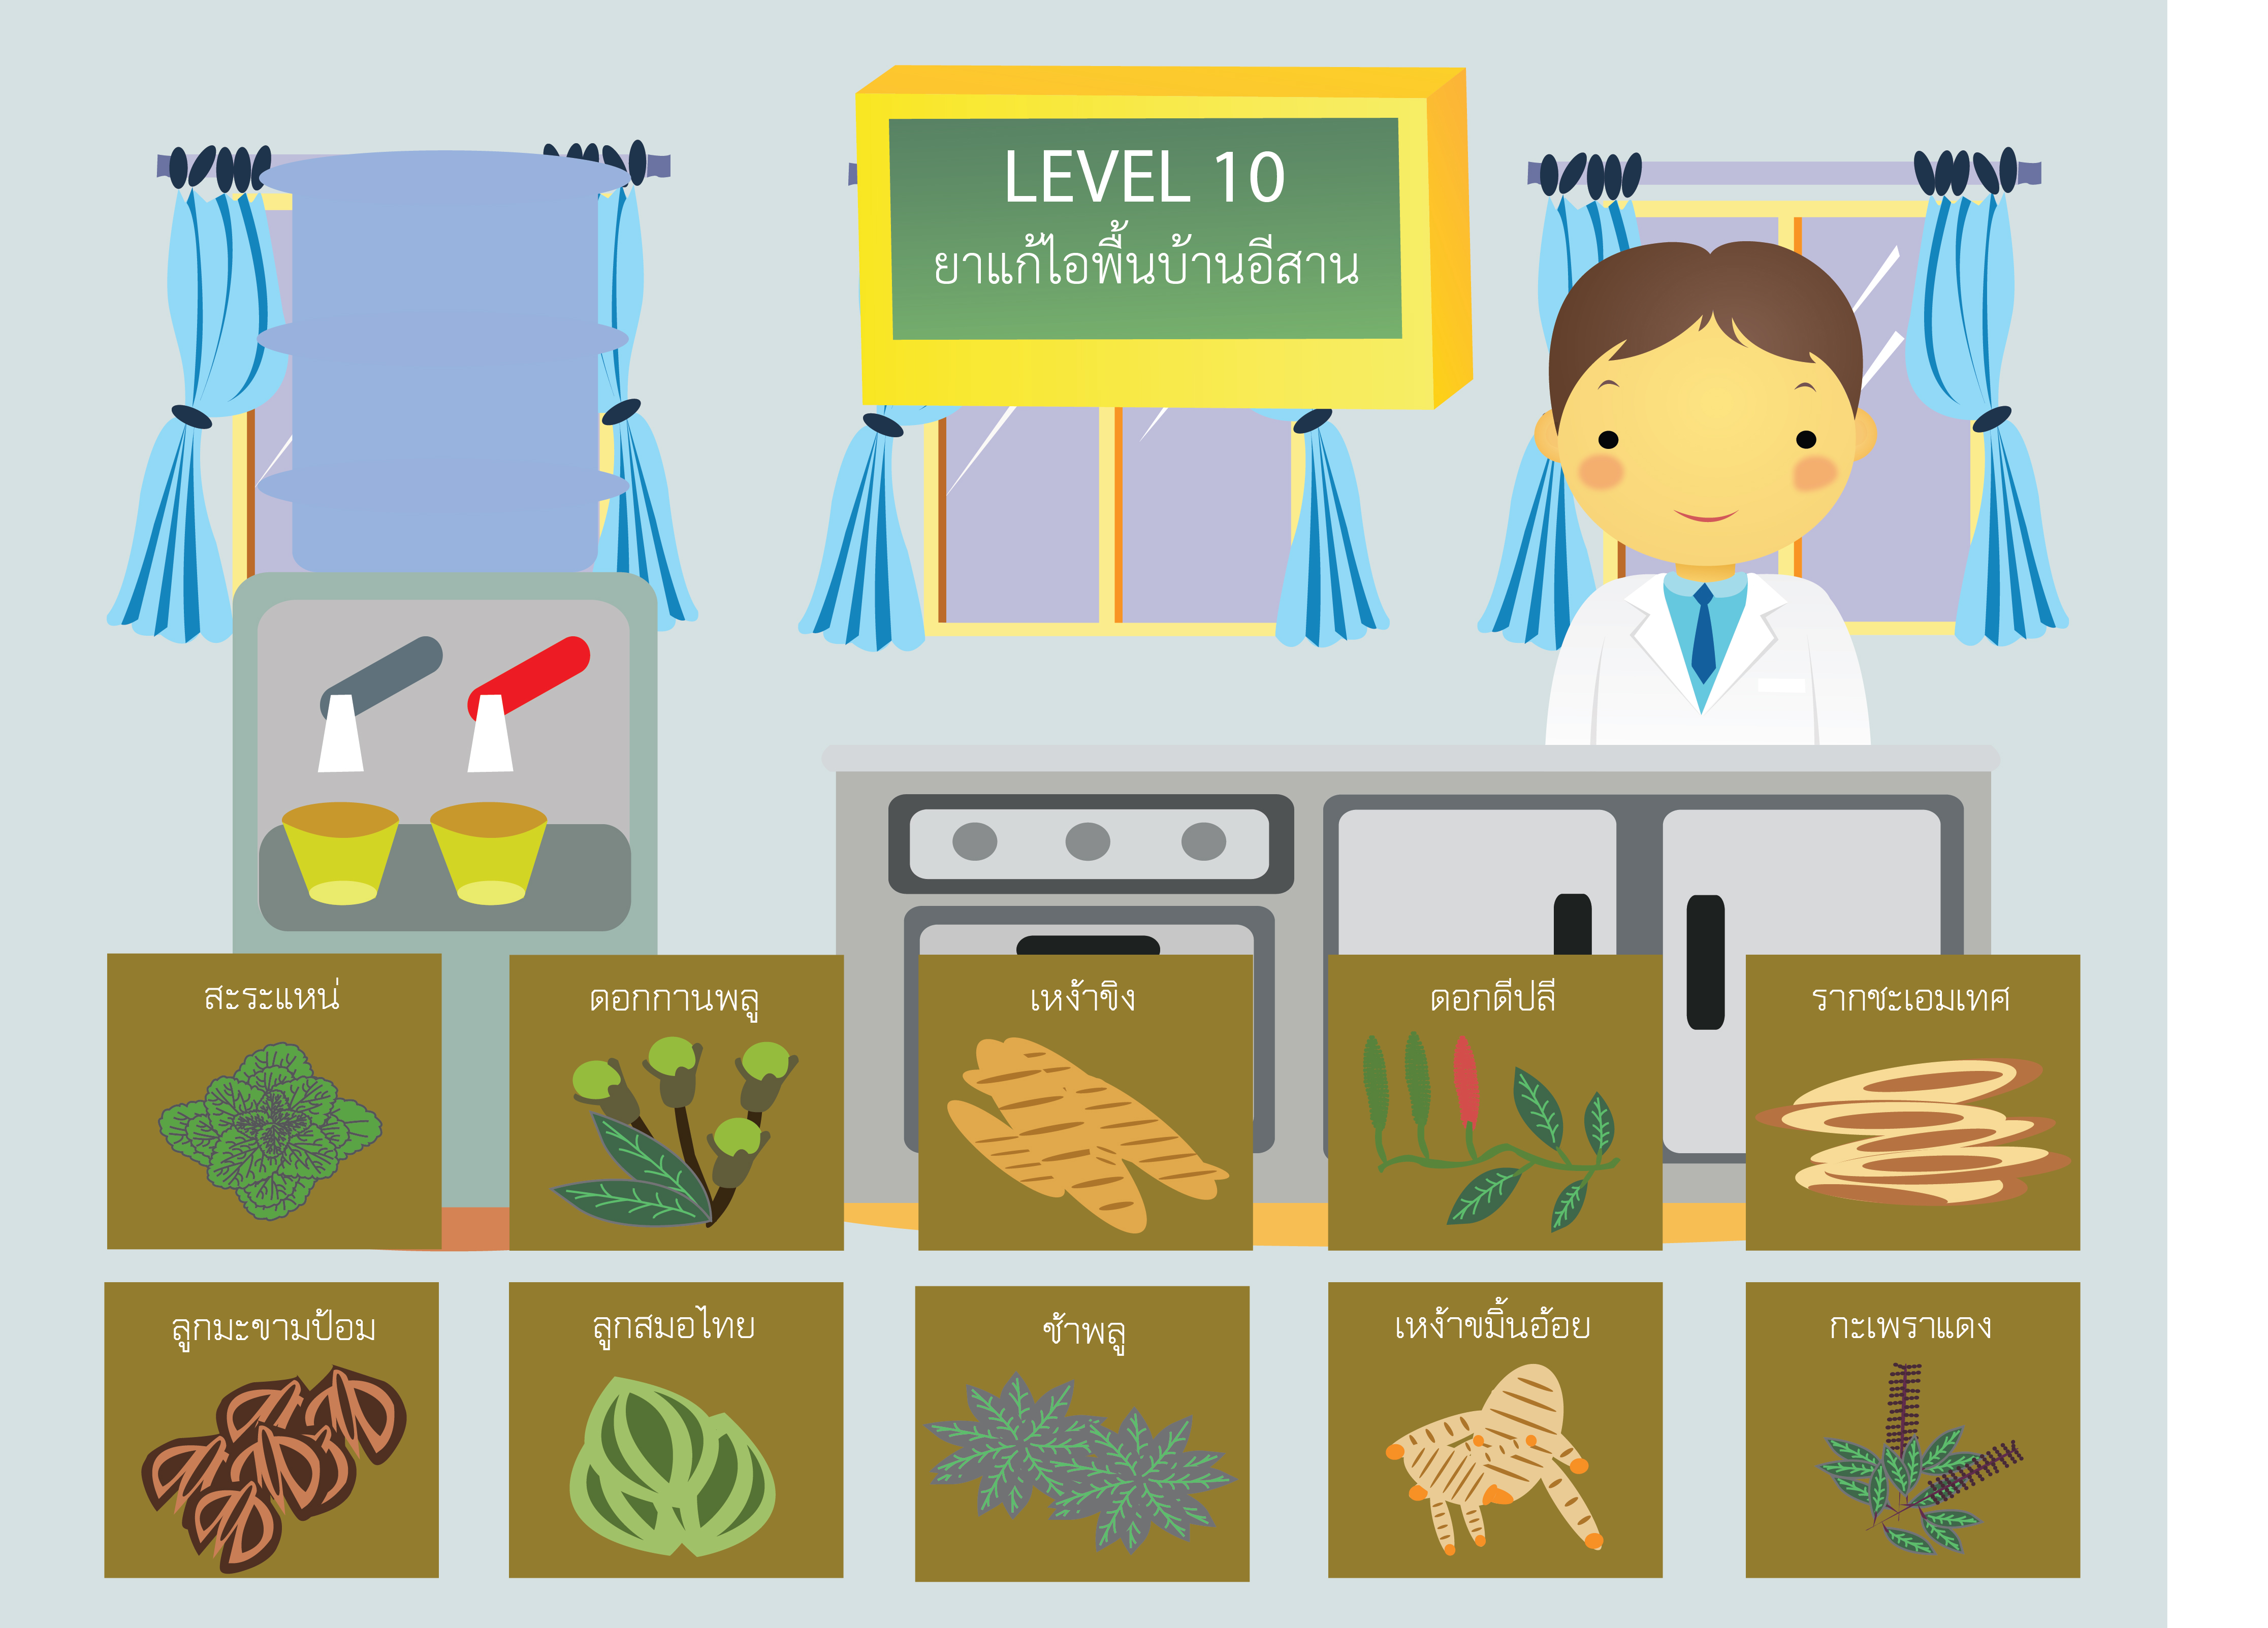 LEVEL 10
ยาแก้ไอพื้นบ้านอีสาน
สะระแหน่
ดอกกานพลู
เหง้าขิง
ดอกดีปลี
รากชะเอมเทศ
ลูกมะขามป้อม
ลูกสมอไทย
ช้าพลู
เหง้าขมิ้นอ้อย
กะเพราแดง